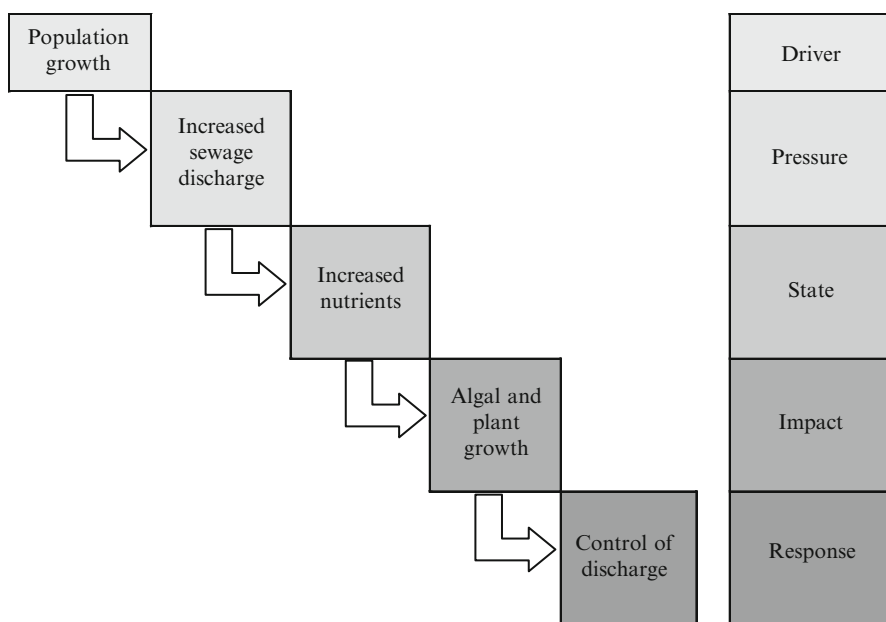 Population
growth
Driver
Increased
sewage
discharge
Pressure
Increased
nutrients
State
Algal and
plant
growth
Impact
Control of
discharge
Response